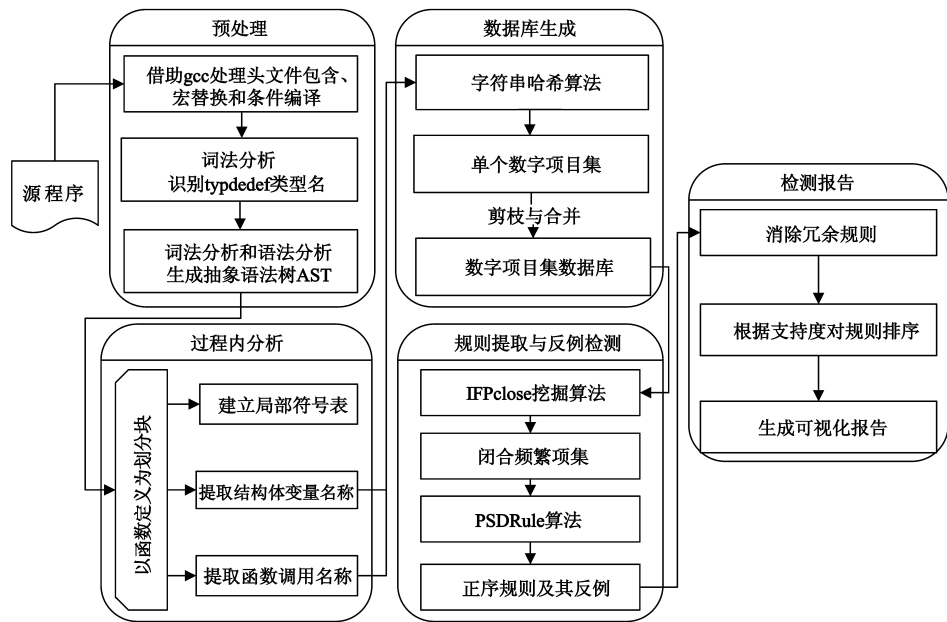 预处理
借助gcc处理头文件包含、
宏替换和条件编译
词法分析
识别typdedef类型名
词法分析和语法分析
生成抽象语法树AST
源程序
过程内分析
以函数定义为划分块
建立局部符号表
提取结构体变量名称
提取函数调用名称
数据库生成
字符串哈希算法
单个数字项目集
剪枝与合并
数字项目集数据库
规则提取与反例检测
IFPclose挖掘算法
闭合频繁项集
PSDRule算法
正序规则及其反例
检测报告
消除冗余规则
根据支持度对规则排序
生成可视化报告